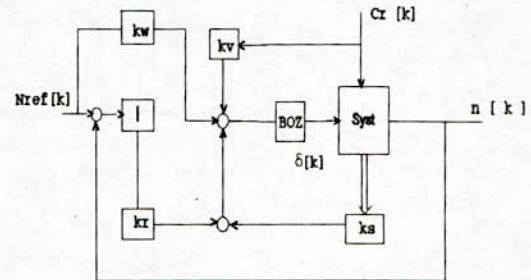 Cr [k]
kw
kv
Nref[k]
BOZ
Syst
n [ k ]
δ[k]
kr
ks